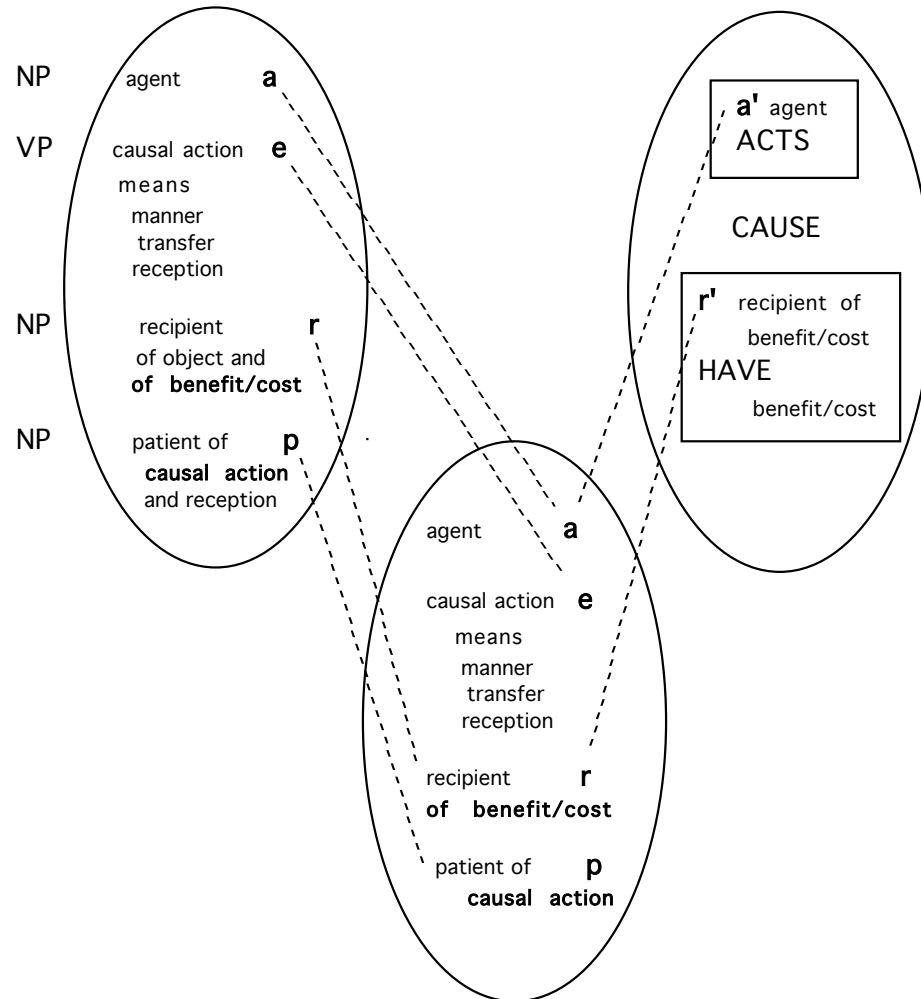 NP agent a
VP causal action e
means
manner
transfer
reception
NP recipient r
of object and
of benefit/cost
NP patient of p
causal action
and reception
a' agent
ACTS
CAUSE
r' recipient of
benefit/cost
HAVE
benefit/cost
agent a
causal action e
means
manner
transfer
reception
recipient r
of benefit/cost
patient of p
causal action